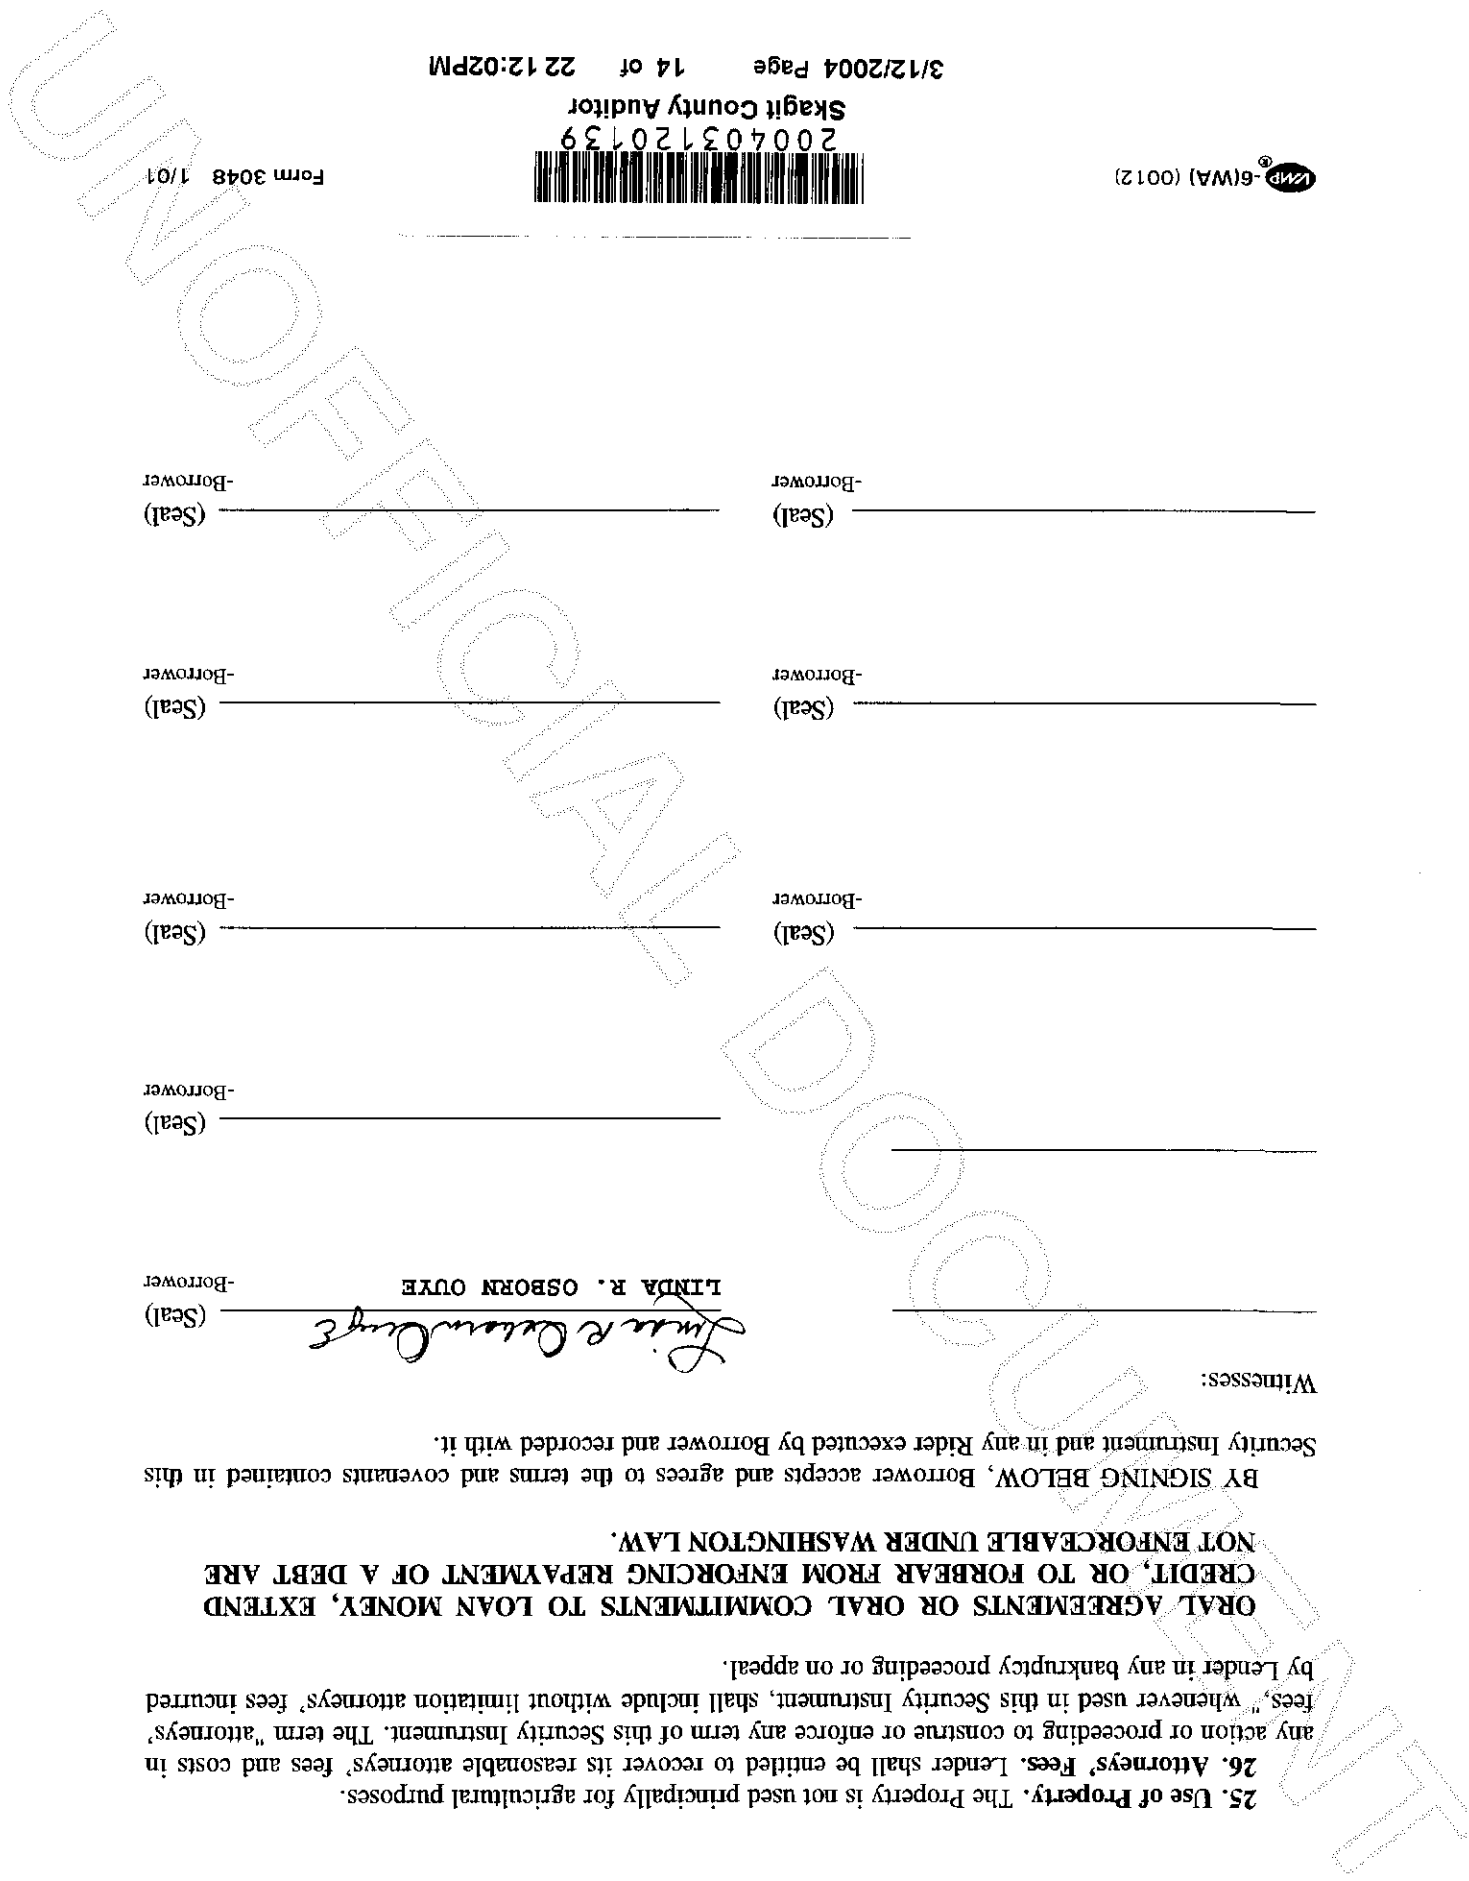 25. Use of Property. The Property is not used principally for agricultural purposes.
26. Attorneys' Fees. Lender shall be entitled to recover its reasonable attorneys' fees and costs in
any action or proceeding to construe or enforce any term of this Security Instrument. The term "attorneys'
fees," whenever used in this Security Instrument, shall include without limitation attorneys' fees incurred
by Lender in any bankruptcy proceeding or on appeal.
ORAL AGREEMENTS OR ORAL COMMITMENTS TO LOAN MONEY, EXTEND
CREDIT, OR TO FORBEAR FROM ENFORCING REPAYMENT OF A DEBT ARE
NOT ENFORCEABLE UNDER WASHINGTON LAW.
BY SIGNING BELOW, Borrower accepts and agrees to the terms and covenants contained in this
Security Instrument and in any Rider executed by Borrower and recorded with it.
Witnesses:
Linda R Osborn Ouye (Seal)
LINDA R. OSBORN OUYE -Borrower
(Seal)
-Borrower
(Seal) (Seal)
-Borrower -Borrower
(Seal) (Seal)
-Borrower -Borrower
(Seal) (Seal)
-Borrower -Borrower
VMP®-6(WA) (0012) Form 3048 1/01
200403120139
Skagit County Auditor
3/12/2004 Page 14 of 22 12:02PM
UNOFFICIAL DOCUMENT